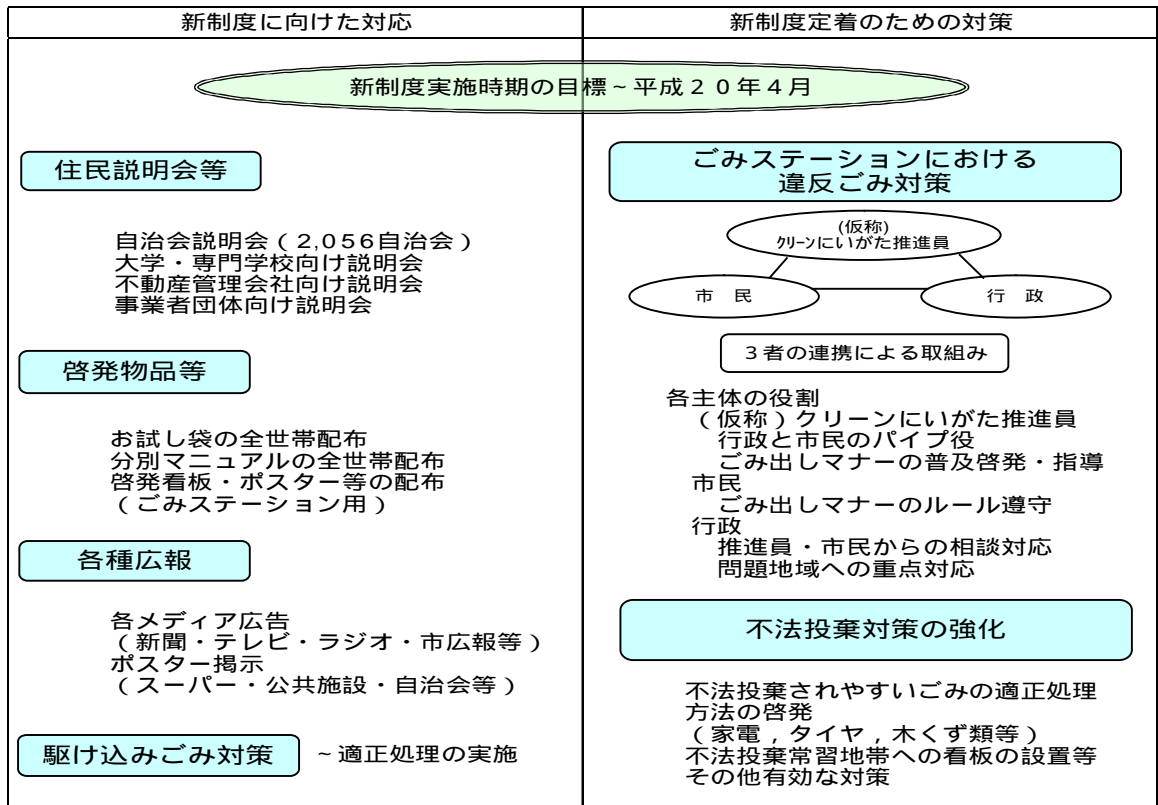 新制度に向けた対応
新制度定着のための対策
新制度実施時期の目標～平成２０年４月
住民説明会等
自治会説明会（2,056自治会）
大学・専門学校向け説明会
不動産管理会社向け説明会
事業者団体向け説明会
啓発物品等
お試し袋の全世帯配布
分別マニュアルの全世帯配布
啓発看板・ポスター等の配布
（ごみステーション用）
各種広報
各メディア広告
（新聞・テレビ・ラジオ・市広報等）
ポスター掲示
（スーパー・公共施設・自治会等）
駆け込みごみ対策 ～適正処理の実施
ごみステーションにおける
違反ごみ対策
(仮称)
ｸﾘｰﾝにいがた推進員
市　民
行　政
３者の連携による取組み
各主体の役割
（仮称）クリーンにいがた推進員
行政と市民のパイプ役
ごみ出しマナーの普及啓発・指導
市民
ごみ出しマナーのルール遵守
行政
推進員・市民からの相談対応
問題地域への重点対応
不法投棄対策の強化
不法投棄されやすいごみの適正処理
方法の啓発
（家電，タイヤ，木くず類等）
不法投棄常習地帯への看板の設置等
その他有効な対策